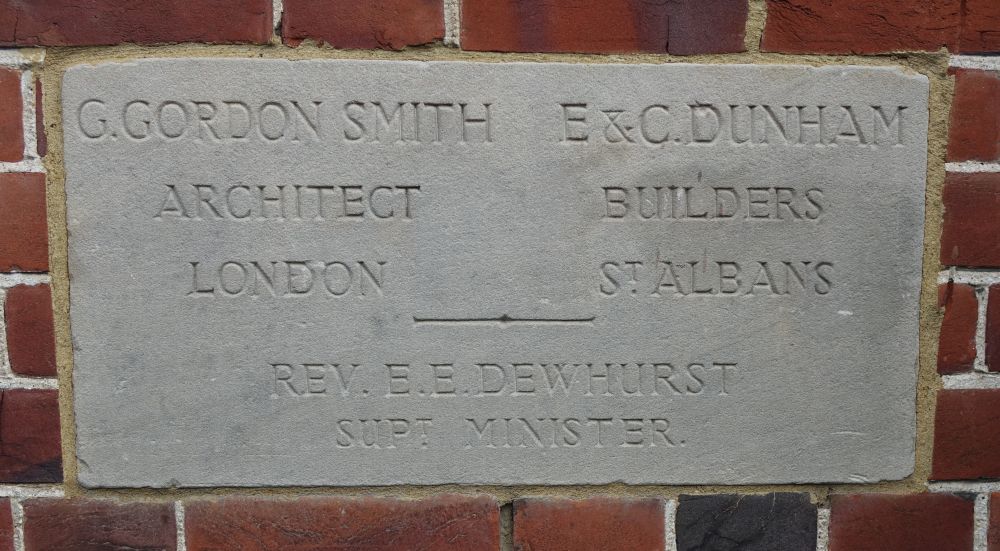 G. GORDON SMITH
ARCHITECT
LONDON
E & C. DUNHAM
BUILDERS
ST. ALBANS
REV. E. E. DEWHURST
SUPT. MINISTER.